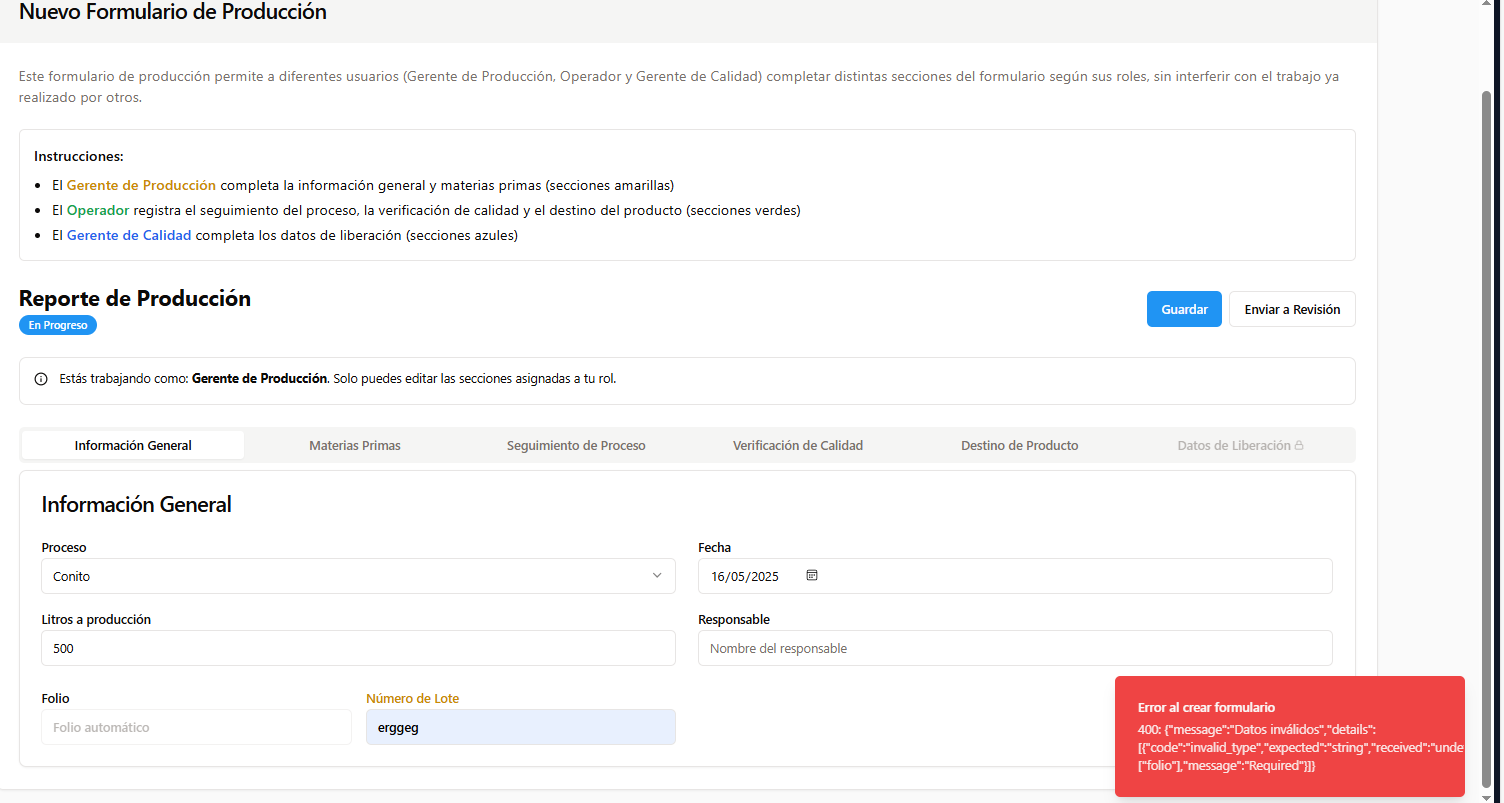 Nuevo Formulario de Producción
Este formulario de producción permite a diferentes usuarios (Gerente de Producción, Operador y Gerente de Calidad) completar distintas secciones del formulario según sus roles, sin interferir con el trabajo ya
realizado por otros.
Instrucciones:
• El Gerente de Producción completa la información general y materias primas (secciones amarillas)
• El Operador registra el seguimiento del proceso, la verificación de calidad y el destino del producto (secciones verdes)
• El Gerente de Calidad completa los datos de liberación (secciones azules)
Reporte de Producción
Guardar Enviar a Revisión
En Progreso
Estás trabajando como: Gerente de Producción. Solo puedes editar las secciones asignadas a tu rol.
Información General Materias Primas Seguimiento de Proceso Verificación de Calidad Destino de Producto Datos de Liberación
Información General
Proceso Fecha
Conito 16/05/2025
Litros a producción Responsable
500 Nombre del responsable
Folio Número de Lote
Folio automático erggeg
Error al crear formulario
400: {"message":"Datos inválidos","details":
[{"code":"invalid_type","expected":"string","received":"unde
["folio"],"message":"Required"}]}